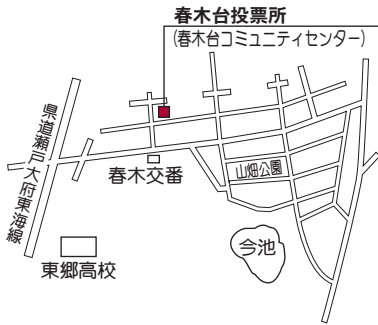 春木台投票所
(春木台コミュニティセンター)
県道瀬戸大府東海線
春木交番
山畑公園
今池
東郷高校